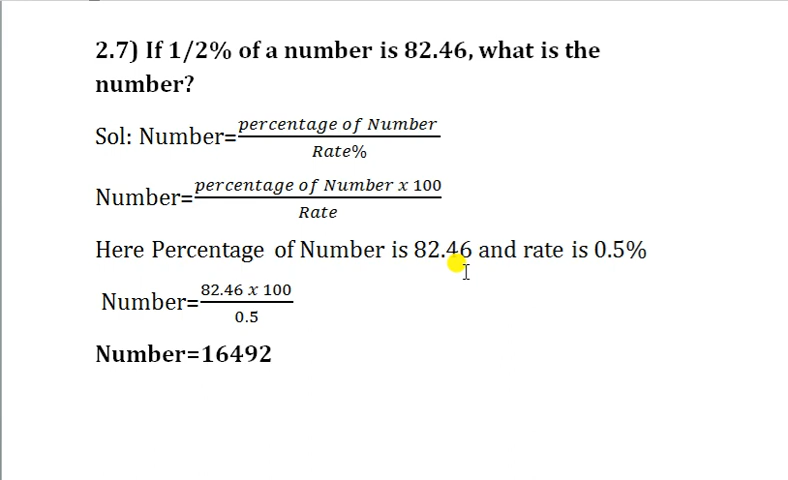 2.7) If 1/2% of a number is 82.46, what is the
number?
Sol: Number=percentage of Number
Rate%
Number=percentage of Number x 100
Rate
Here Percentage of Number is 82.46 and rate is 0.5%
Number=82.46 x 100
0.5
Number=16492